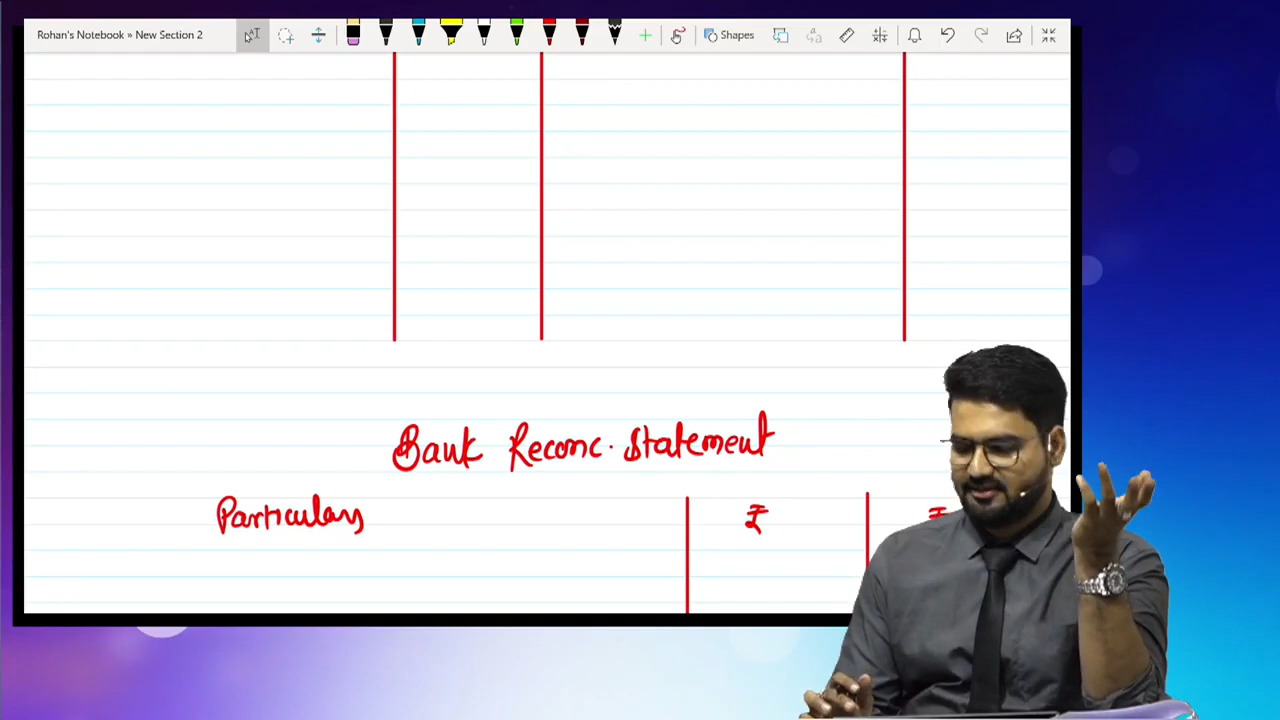 Rohan's Notebook » New Section 2
Shapes
Bank Reconc. Statement
Particulars ₹ ₹